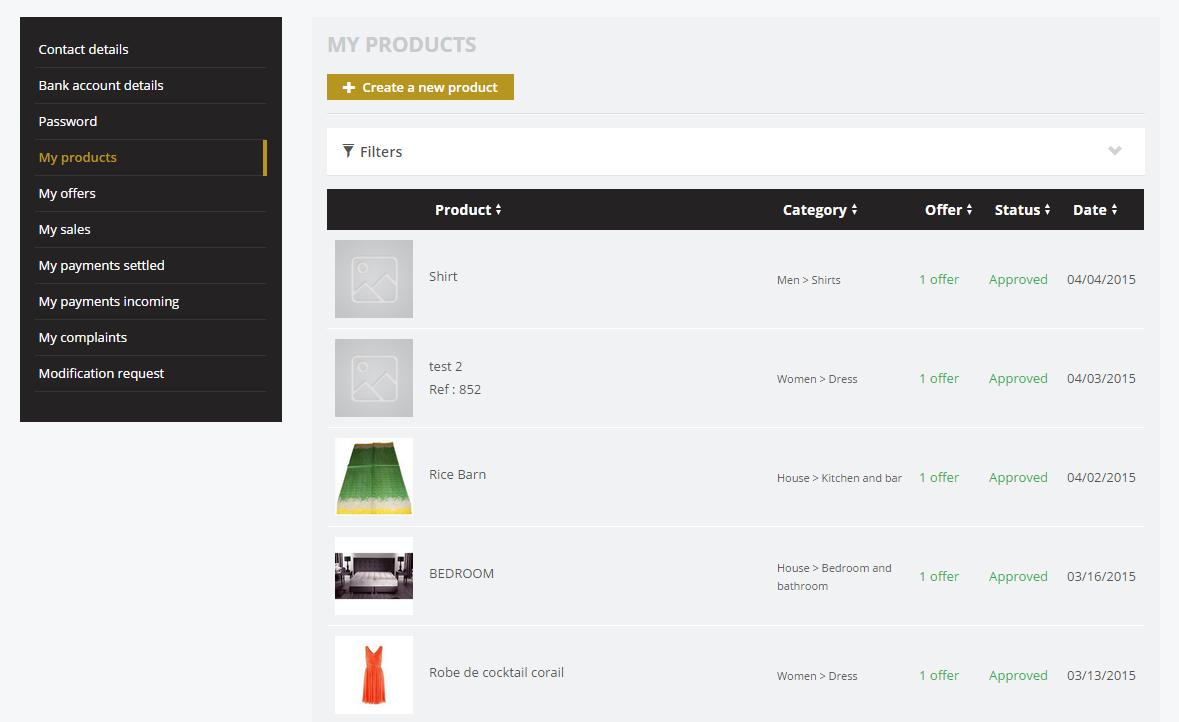 Contact details
Bank account details
Password
My products
My offers
My sales
My payments settled
My payments incoming
My complaints
Modification request
MY PRODUCTS
Create a new product
Filters
Product Category Offer Status Date
Shirt Men > Shirts 1 offer Approved 04/04/2015
test 2
Ref : 852 Women > Dress 1 offer Approved 04/03/2015
Rice Barn House > Kitchen and bar 1 offer Approved 04/02/2015
BEDROOM House > Bedroom and
bathroom 1 offer Approved 03/16/2015
Robe de cocktail corail Women > Dress 1 offer Approved 03/13/2015